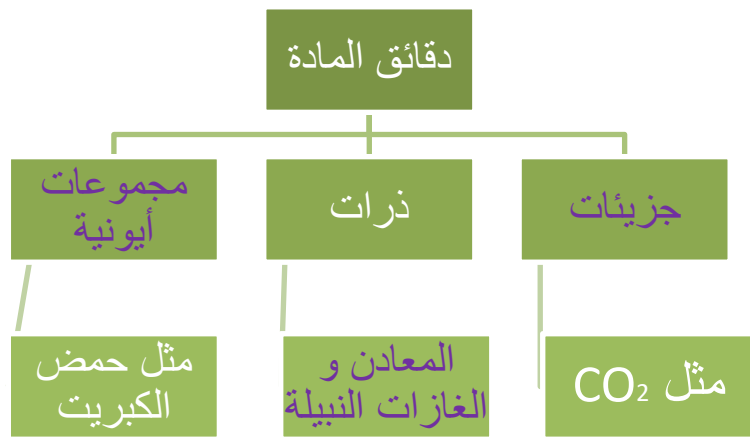 دقائق المادة
جزيئات
ذرات
مجموعات
أيونية
مثل CO₂
المعادن و
الغازات النبيلة
مثل حمض
الكبريت